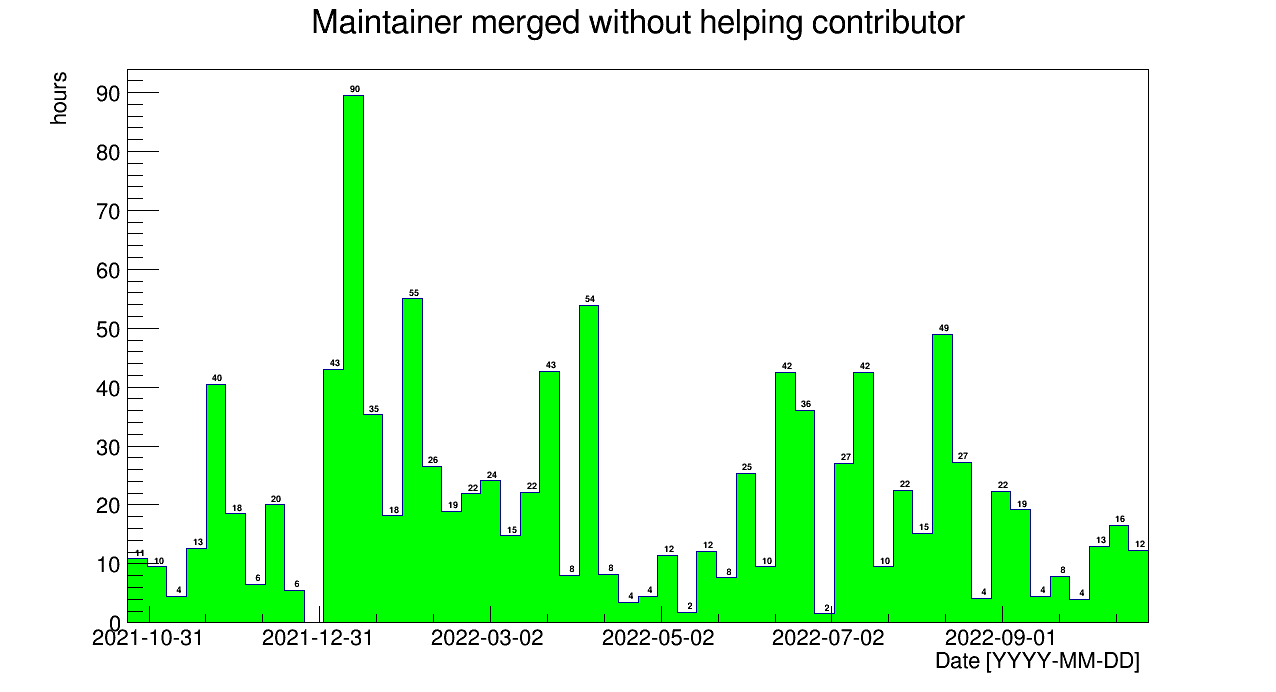 Maintainer merged without helping contributor
hours
90
80
70
60
50
40
30
20
10
0
11 10 4 13 40 18 6 20 6 43 90 35 18 55 26 19 22 24 15 22 43 8 54 8 4 4 12 2 12 8 25 10 42 36 2 27 42 10 22 15 49 27 4 22 19 4 8 4 13 16 12
2021-10-31 2021-12-31 2022-03-02 2022-05-02 2022-07-02 2022-09-01
Date [YYYY-MM-DD]